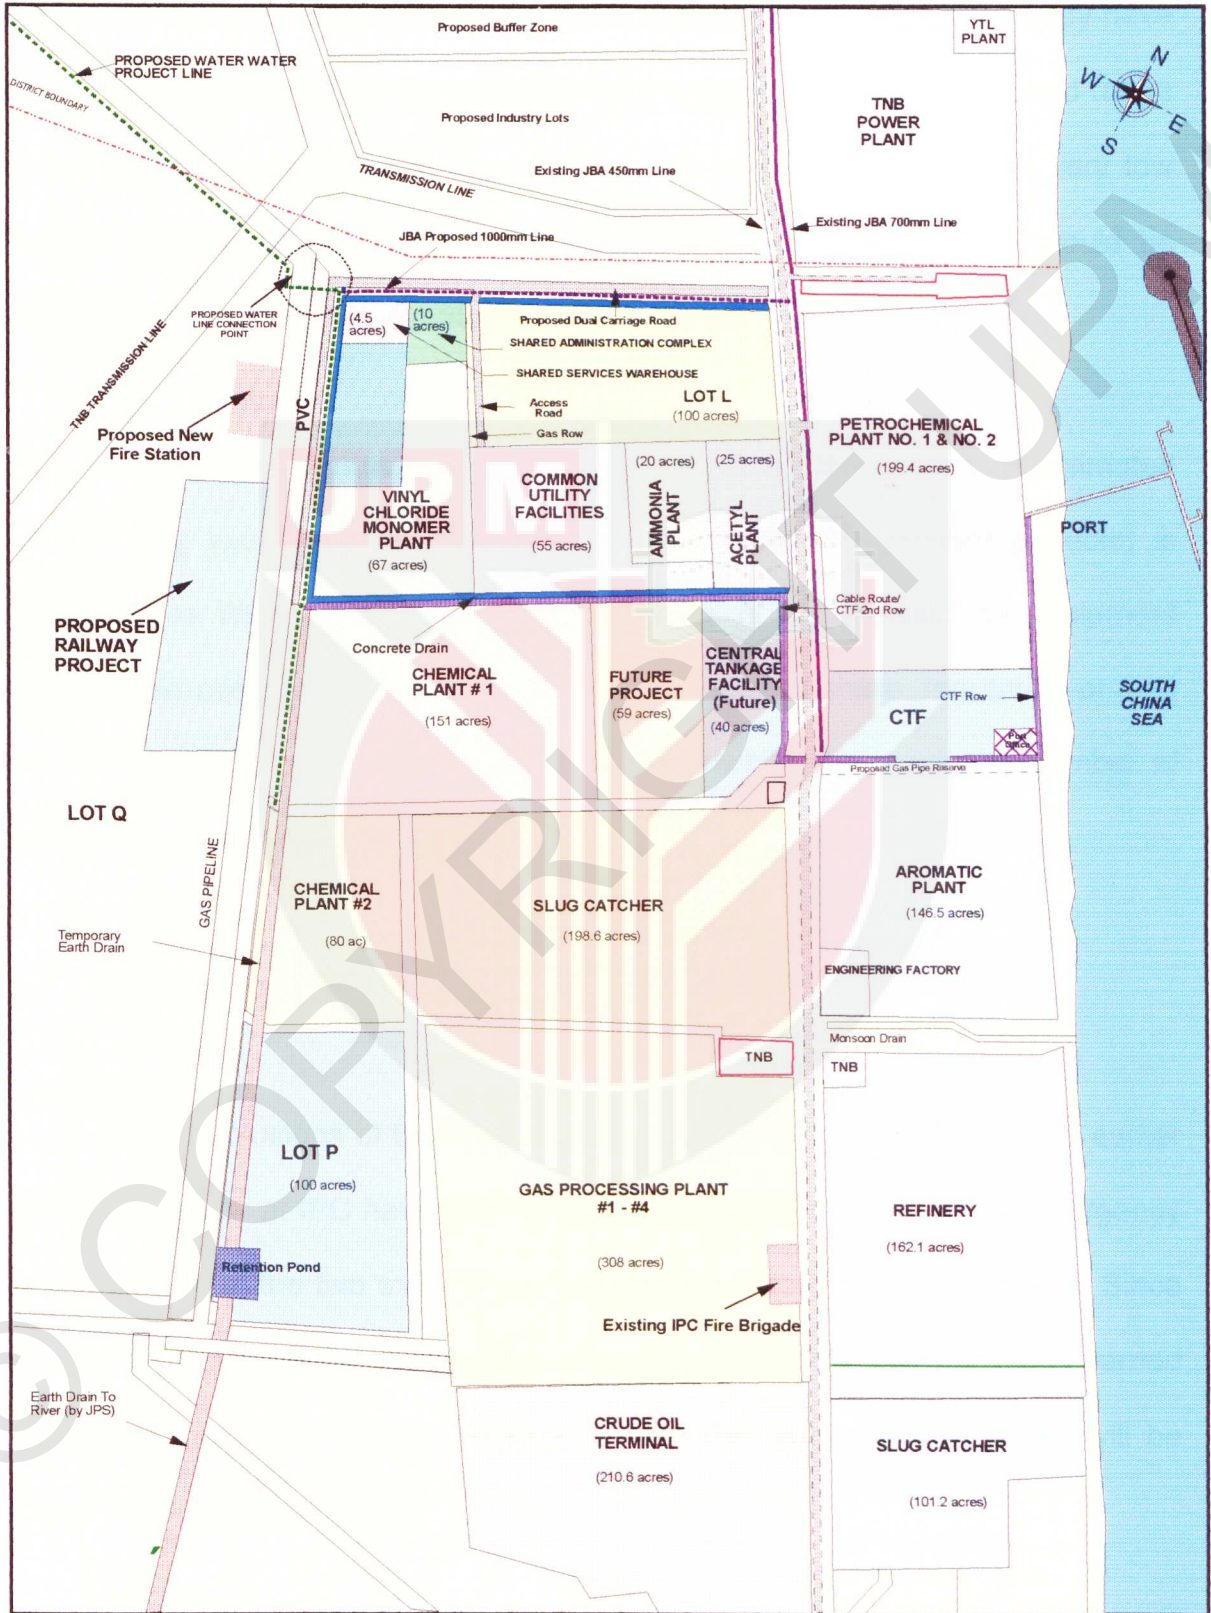 Proposed Buffer Zone
YTL
PLANT
PROPOSED WATER WATER
PROJECT LINE
N
W
E
S
DISTRICT BOUNDARY
TNB
POWER
PLANT
Proposed Industry Lots
TRANSMISSION LINE
Existing JBA 450mm Line
Existing JBA 700mm Line
JBA Proposed 1000mm Line
PROPOSED WATER
LINE CONNECTION
POINT
(4.5
acres)
(10
acres)
Proposed Dual Carriage Road
SHARED ADMINISTRATION COMPLEX
SHARED SERVICES WAREHOUSE
TNB TRANSMISSION LINE
PVC
Access
Road
Gas Row
LOT L
(100 acres)
Proposed New
Fire Station
PETROCHEMICAL
PLANT NO. 1 & NO. 2
(199.4 acres)
VINYL
CHLORIDE
MONOMER
PLANT
(67 acres)
COMMON
UTILITY
FACILITIES
(55 acres)
(20 acres)
AMMONIA
PLANT
(25 acres)
ACETYL
PLANT
UPM
PORT
PROPOSED
RAILWAY
PROJECT
Cable Route/
CTF 2nd Row
Concrete Drain
CHEMICAL
PLANT # 1
(151 acres)
FUTURE
PROJECT
(59 acres)
CENTRAL
TANKAGE
FACILITY
(Future)
(40 acres)
CTF
CTF Row
Port
Office
SOUTH
CHINA
SEA
Proposed Gas Pipe Reserve
LOT Q
GAS PIPELINE
CHEMICAL
PLANT #2
(80 ac)
SLUG CATCHER
(198.6 acres)
AROMATIC
PLANT
(146.5 acres)
Temporary
Earth Drain
ENGINEERING FACTORY
Monsoon Drain
TNB
TNB
LOT P
(100 acres)
GAS PROCESSING PLANT
#1 - #4
(308 acres)
REFINERY
(162.1 acres)
Retention Pond
Existing IPC Fire Brigade
Earth Drain To
River (by JPS)
CRUDE OIL
TERMINAL
(210.6 acres)
SLUG CATCHER
(101.2 acres)
© COPYRIGHT UPM